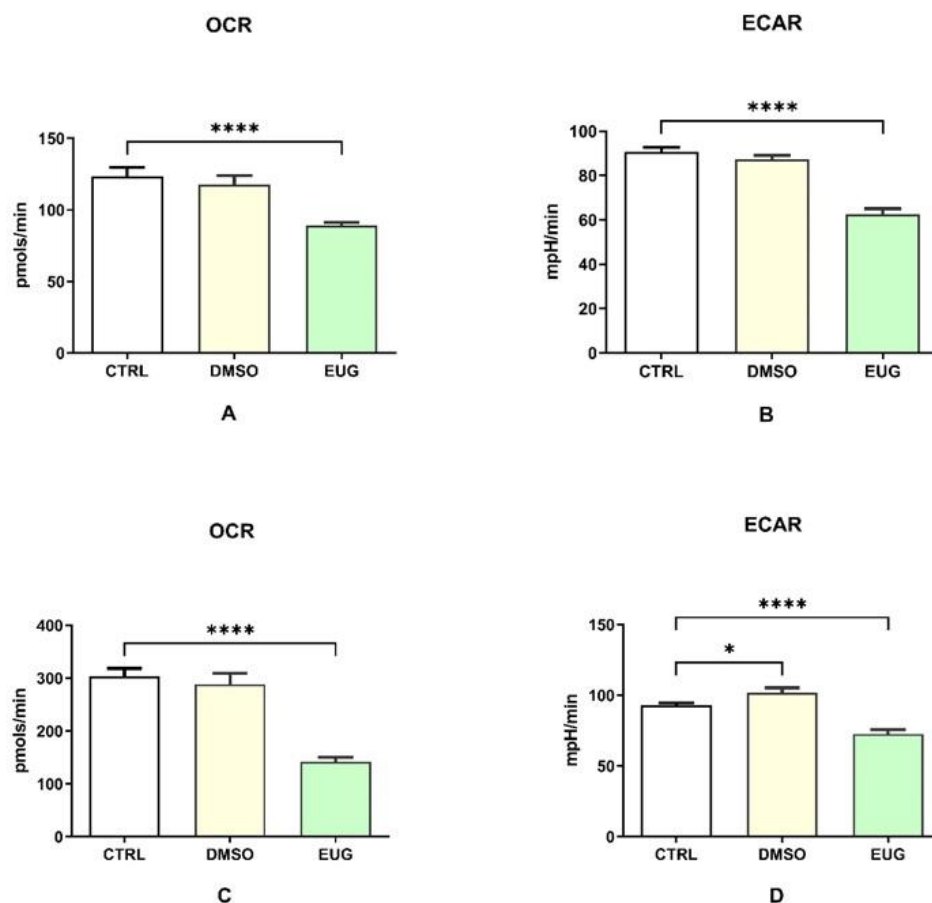 OCR
****
150
100
50
0
pmols/min
CTRL DMSO EUG
A
ECAR
****
100
80
60
40
20
0
mpH/min
CTRL DMSO EUG
B
OCR
****
400
300
200
100
0
pmols/min
CTRL DMSO EUG
C
ECAR
****
*
150
100
50
0
mpH/min
CTRL DMSO EUG
D